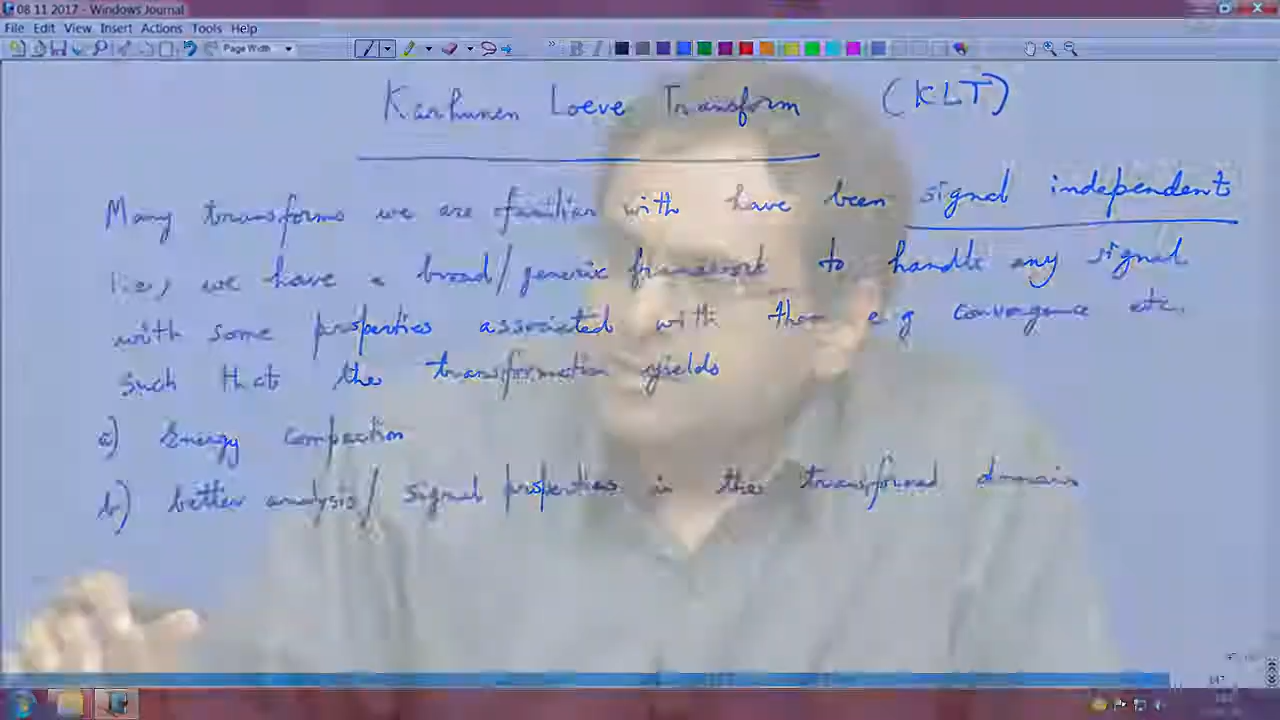 08 11 2017 - Windows Journal
File Edit View Insert Actions Tools Help
Page Width
Karhunen Loeve Transform (KLT)
Many transforms we are familiar with have been signal independent
i.e., we have a broad/generic framework to handle any signal
with some properties associated with them e.g convergence etc.
such that the transformation yields
a) Energy compaction
b) better analysis/ signal properties in the transformed domain